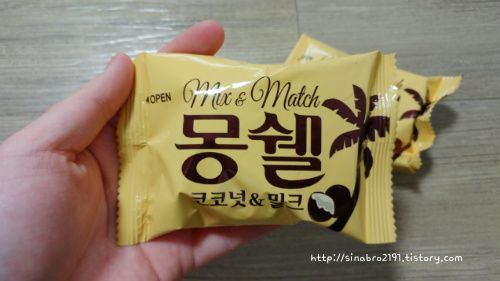 Mix & Match
◀OPEN
몽쉘
코코넛&밀크
http://sinabro2191.tistory.com